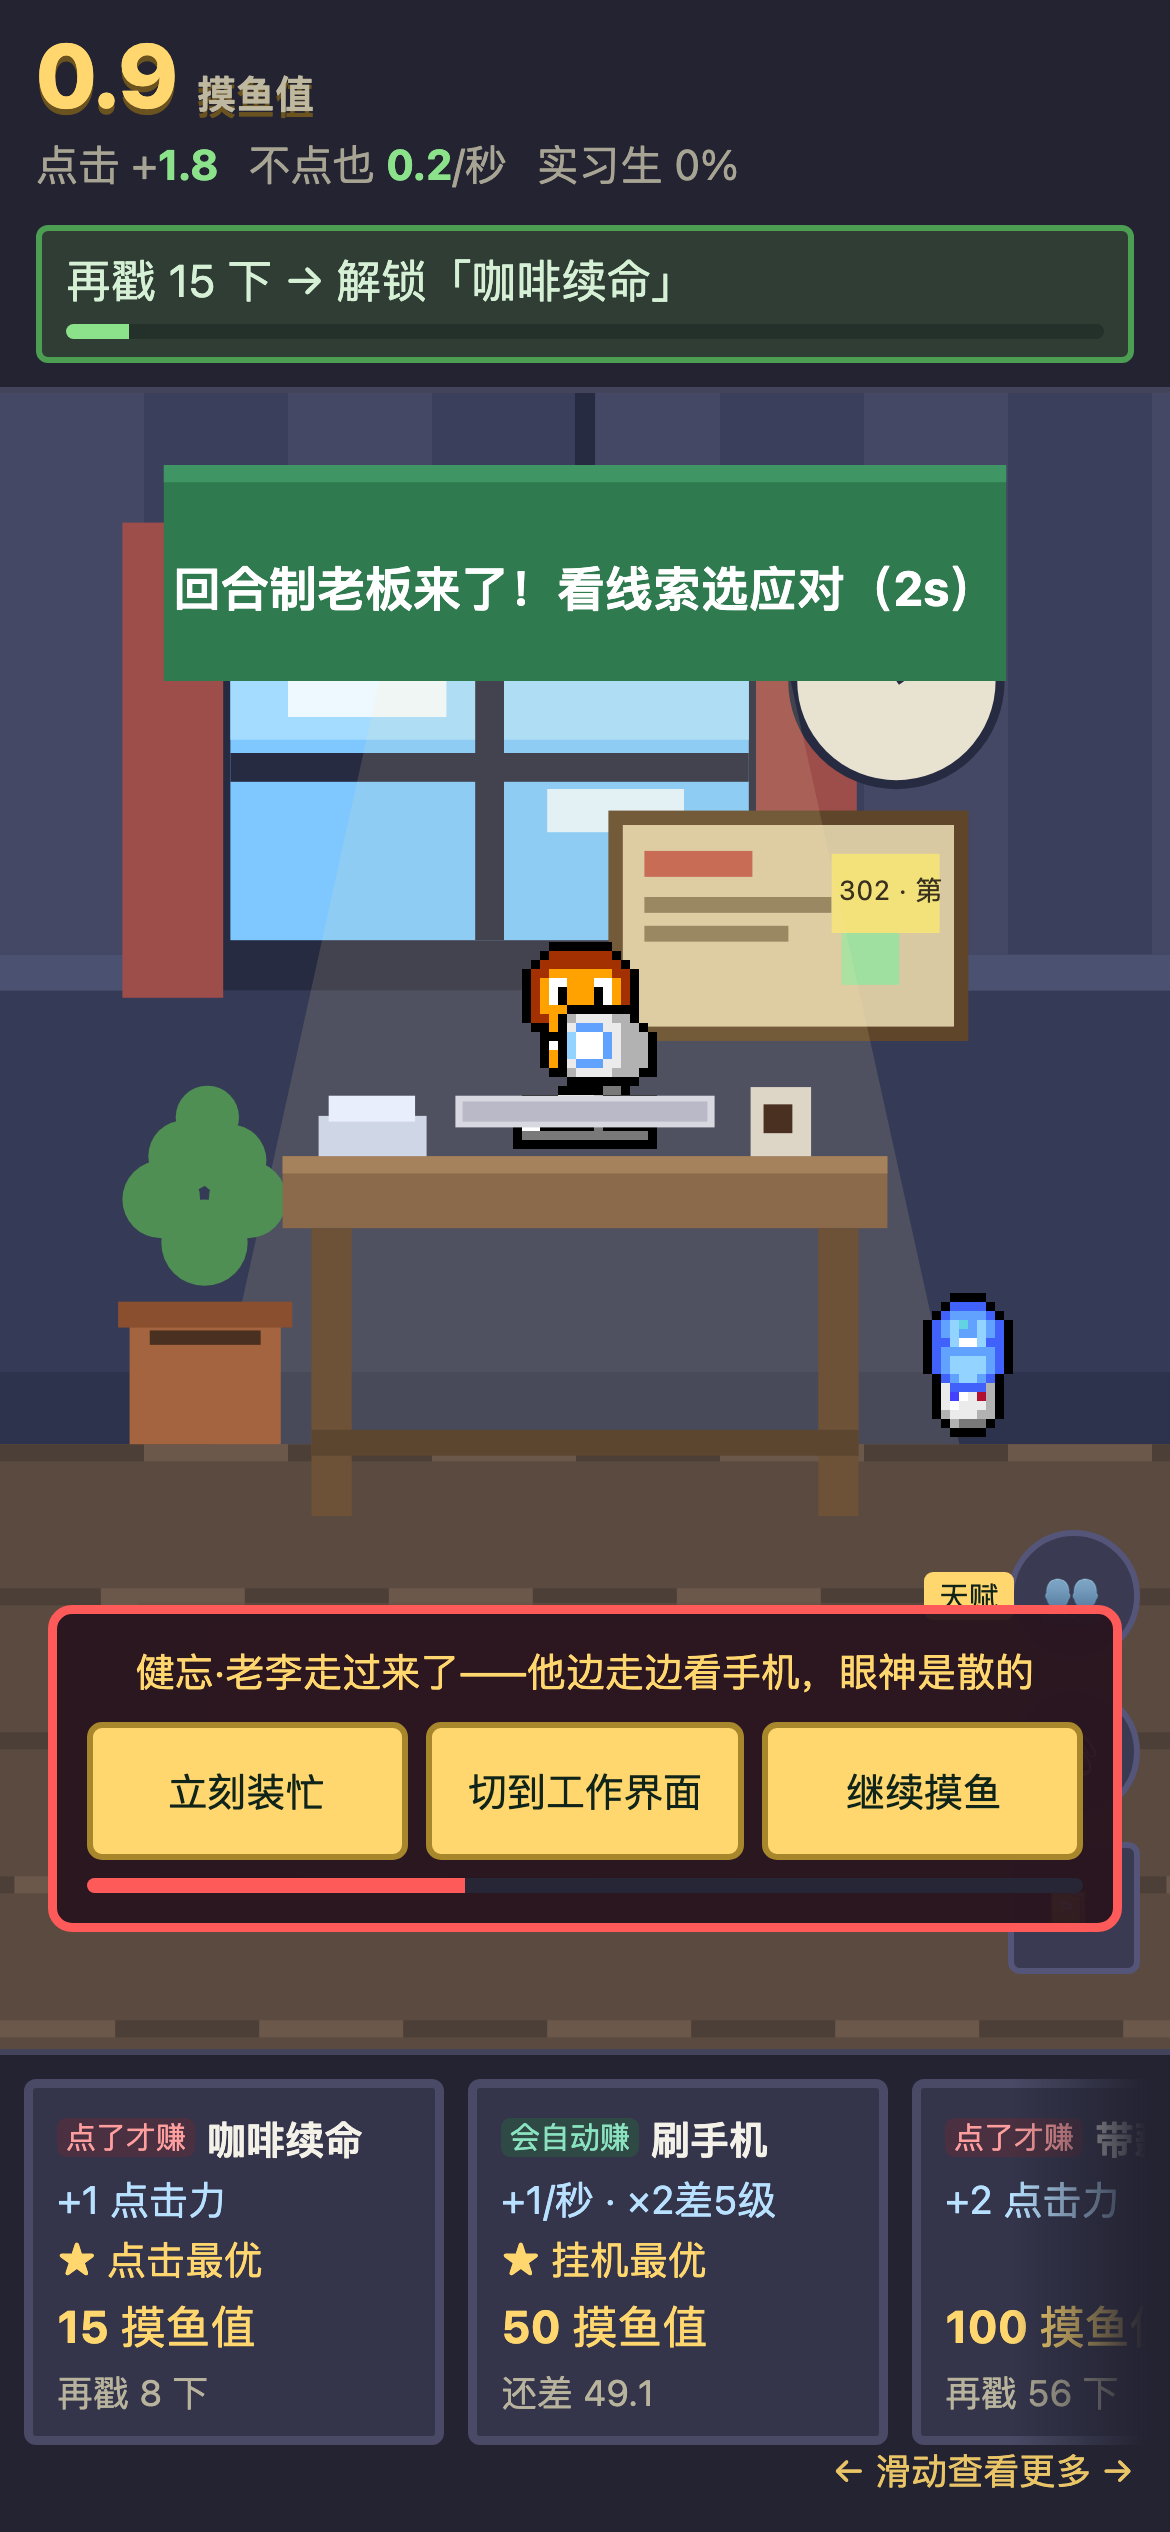 0.9 摸鱼值
点击 +1.8 不点也 0.2/秒 实习生 0%
再戳 15 下 → 解锁「咖啡续命」
回合制老板来了！看线索选应对（2s）
302 · 第
天赋
健忘·老李走过来了——他边走边看手机，眼神是散的
立刻装忙
切到工作界面
继续摸鱼
点了才赚 咖啡续命
+1 点击力
★ 点击最优
15 摸鱼值
再戳 8 下
会自动赚 刷手机
+1/秒 · ×2差5级
★ 挂机最优
50 摸鱼值
还差 49.1
点了才赚 带
+2 点击力
100 摸鱼
再戳 56 下
← 滑动查看更多 →